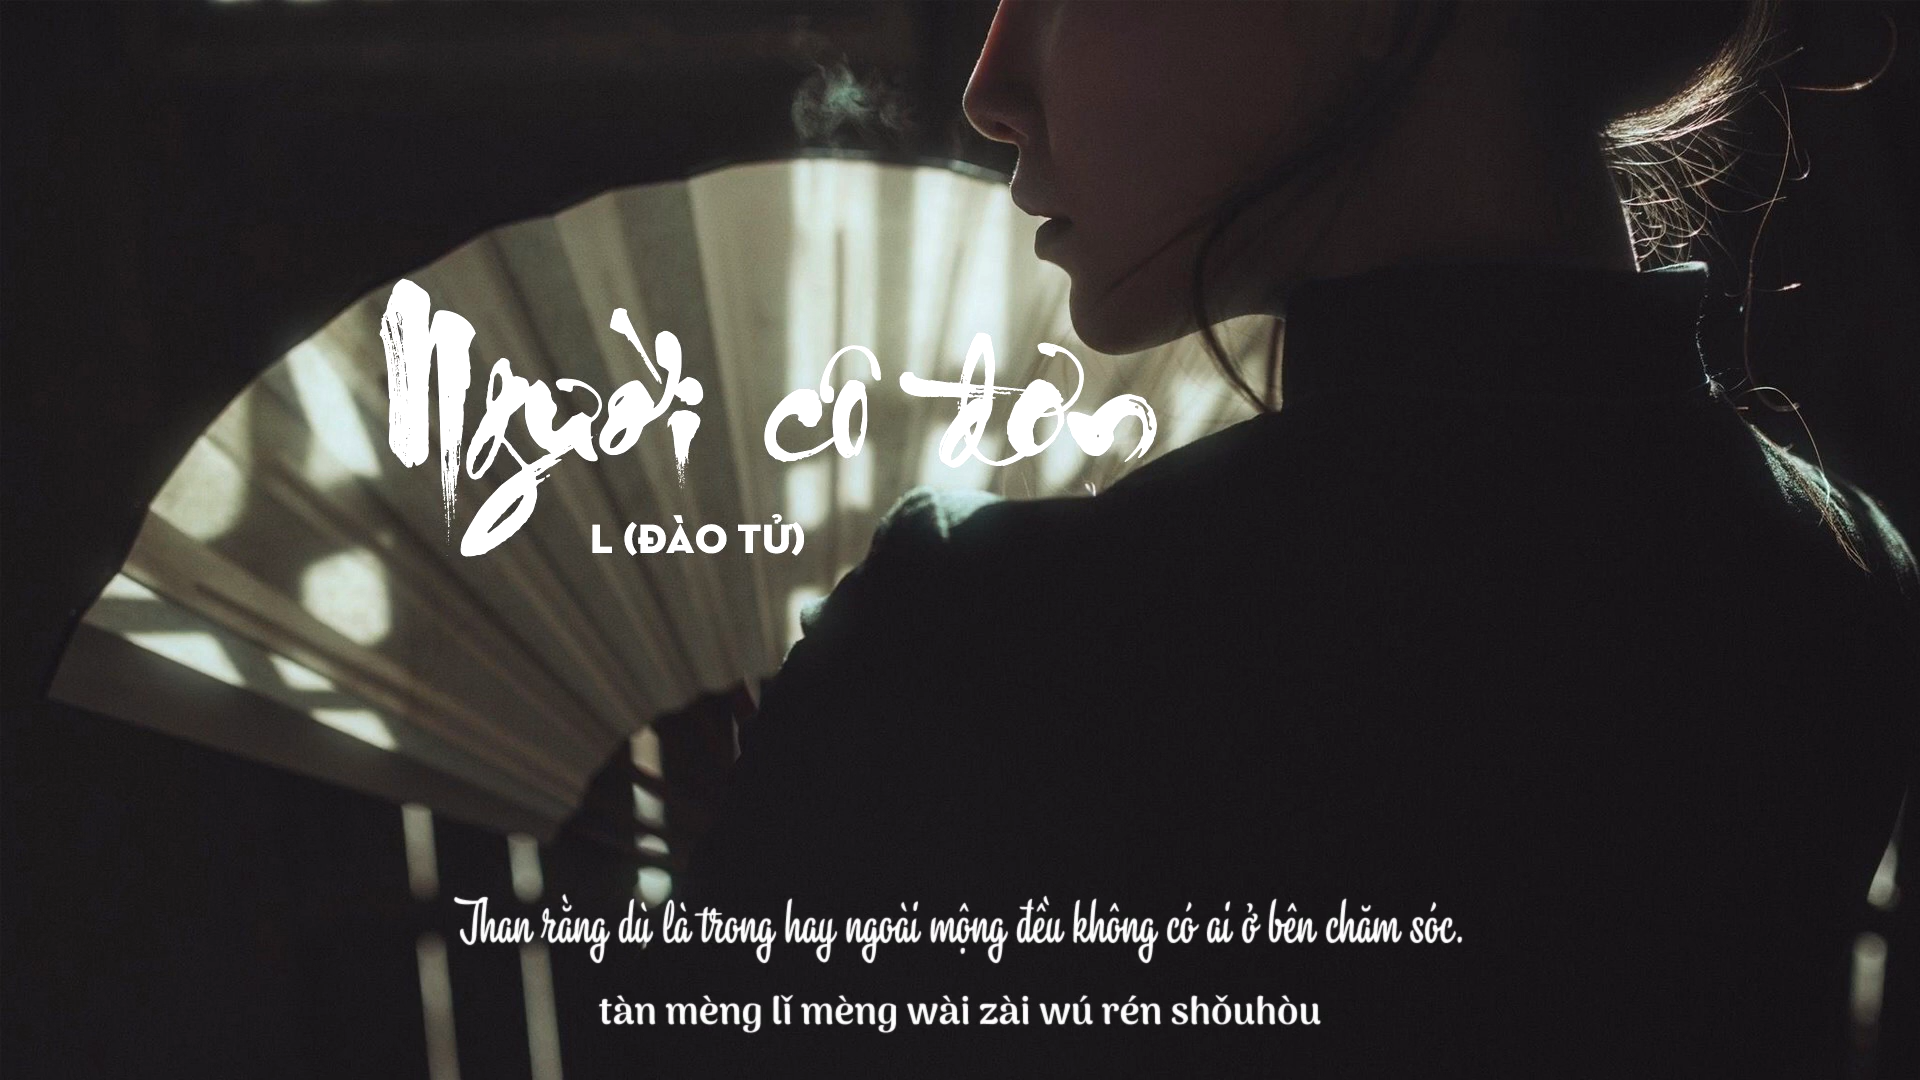 Người cô đơn
L (ĐÀO TỬ)
Than rằng dù là trong hay ngoài mộng đều không có ai ở bên chăm sóc.
tàn mèng lǐ mèng wài zài wú rén shǒuhòu